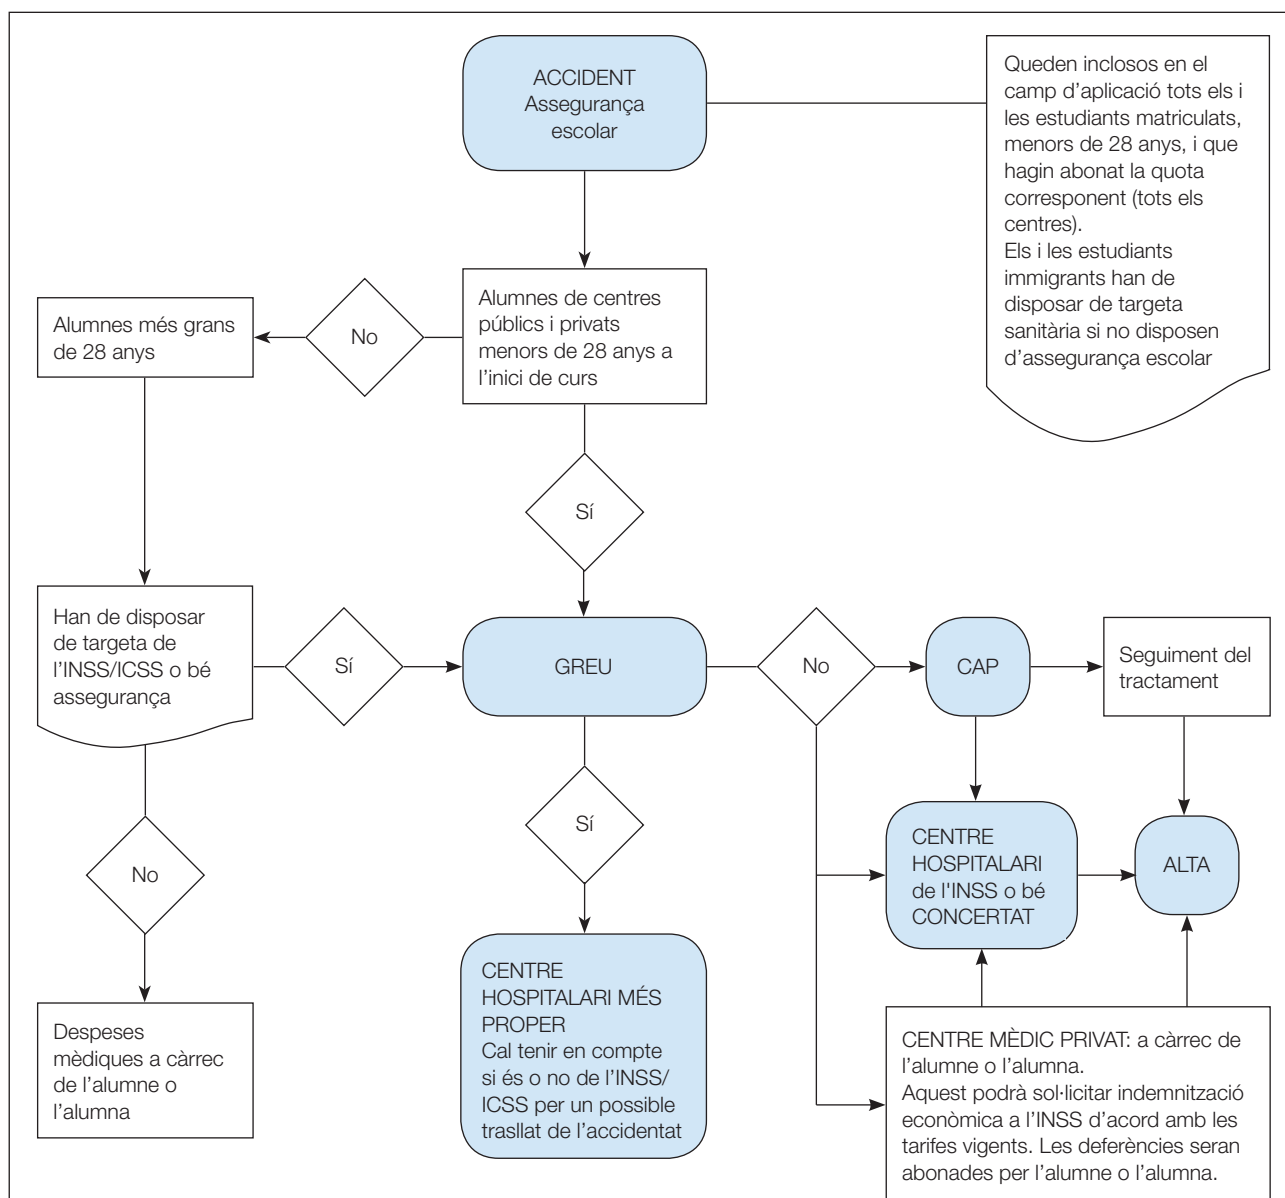 ACCIDENT
Assegurança
escolar
Queden inclosos en el
camp d’aplicació tots els i
les estudiants matriculats,
menors de 28 anys, i que
hagin abonat la quota
corresponent (tots els
centres).
Els i les estudiants
immigrants han de
disposar de targeta
sanitària si no disposen
d’assegurança escolar
Alumnes més grans
de 28 anys
No
Alumnes de centres
públics i privats
menors de 28 anys a
l’inici de curs
Sí
Han de disposar
de targeta de
l’INSS/ICSS o bé
assegurança
Sí
GREU
No
CAP
Seguiment del
tractament
No
Sí
CENTRE
HOSPITALARI
de l'INSS o bé
CONCERTAT
ALTA
Despeses
mèdiques a càrrec
de l’alumne o
l’alumna
CENTRE
HOSPITALARI MÉS
PROPER
Cal tenir en compte
si és o no de l’INSS/
ICSS per un possible
trasllat de l’accidentat
CENTRE MÈDIC PRIVAT: a càrrec de
l’alumne o l’alumna.
Aquest podrà sol·licitar indemnització
econòmica a l’INSS d’acord amb les
tarifes vigents. Les deferències seran
abonades per l’alumne o l’alumna.